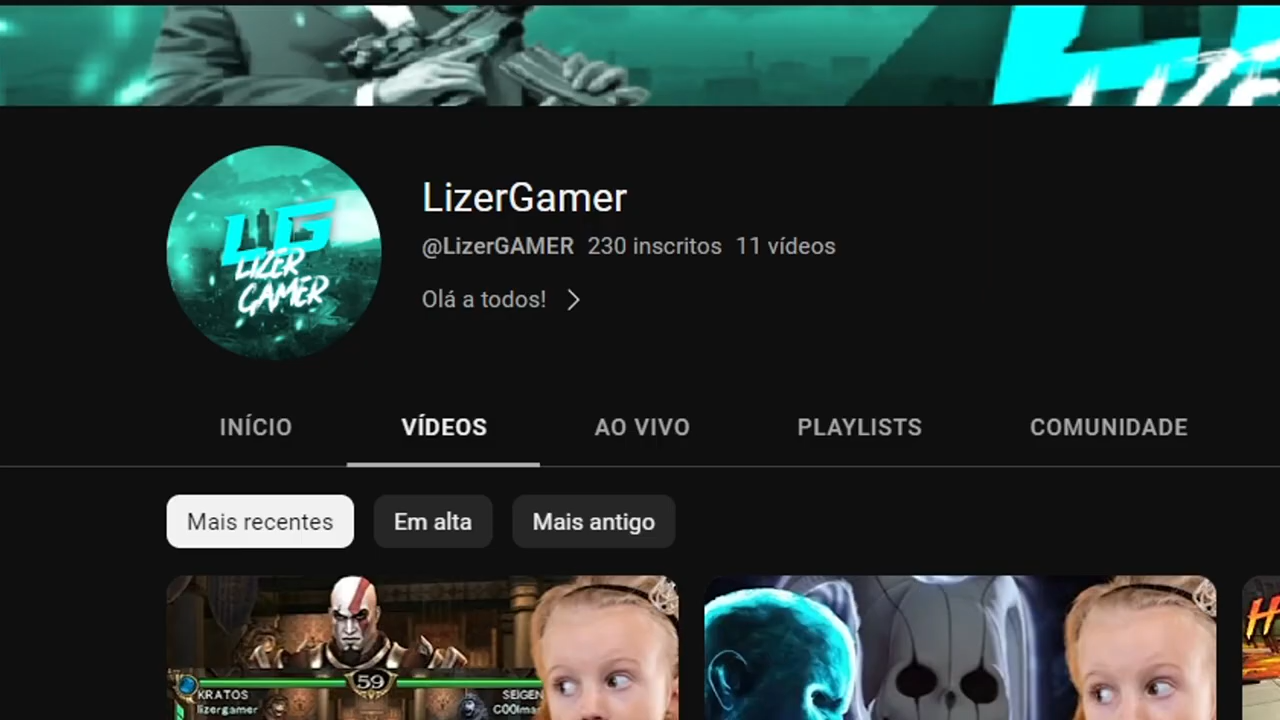 LG
LIZER
GAMER
LizerGamer
@LizerGAMER 230 inscritos 11 vídeos
Olá a todos!
INÍCIO VÍDEOS AO VIVO PLAYLISTS COMUNIDADE
Mais recentes Em alta Mais antigo
59
KRATOS SEIGEN
lizergamer